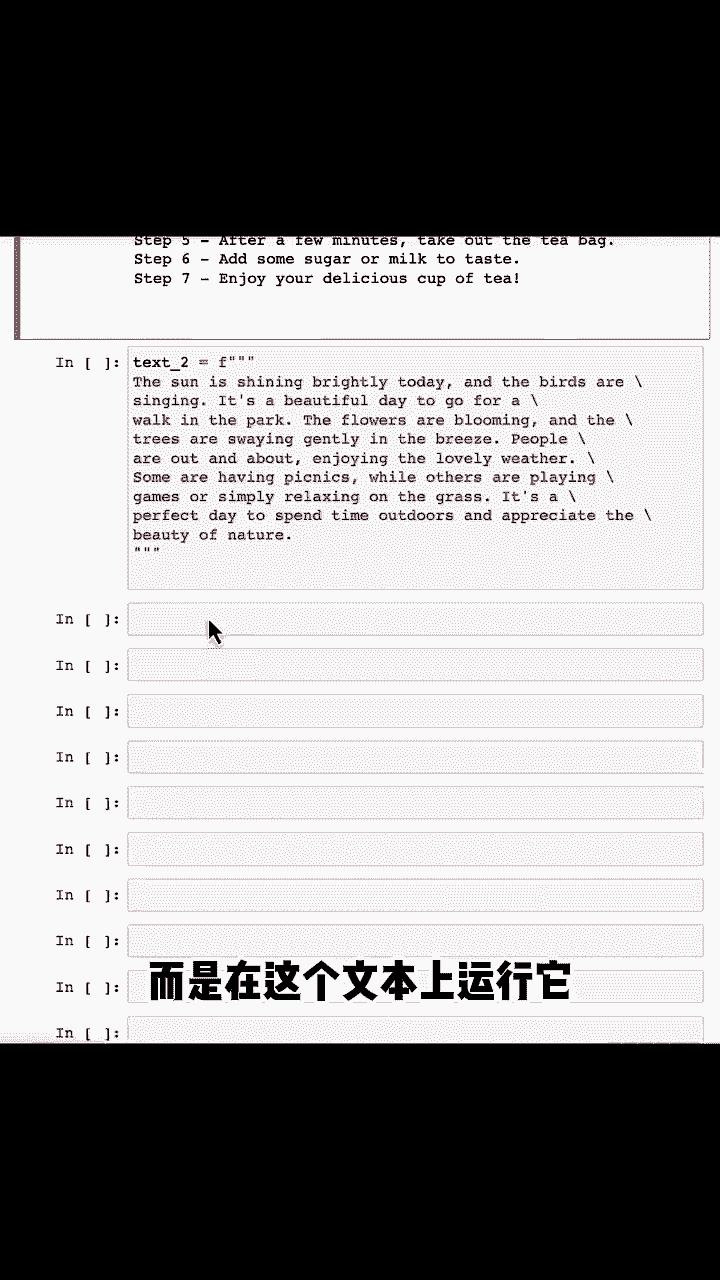 Step 5 – After a few minutes, take out the tea bag.
Step 6 – Add some sugar or milk to taste.
Step 7 – Enjoy your delicious cup of tea!
In [ ]: text_2 = f"""
The sun is shining brightly today, and the birds are \
singing. It's a beautiful day to go for a \
walk in the park. The flowers are blooming, and the \
trees are swaying gently in the breeze. People \
are out and about, enjoying the lovely weather. \
Some are having picnics, while others are playing \
games or simply relaxing on the grass. It's a \
perfect day to spend time outdoors and appreciate the \
beauty of nature.
"""
In [ ]:
In [ ]:
In [ ]:
In [ ]:
In [ ]:
In [ ]:
In [ ]:
In [ ]:
而是在这个文本上运行它
In [ ]:
In [ ]: